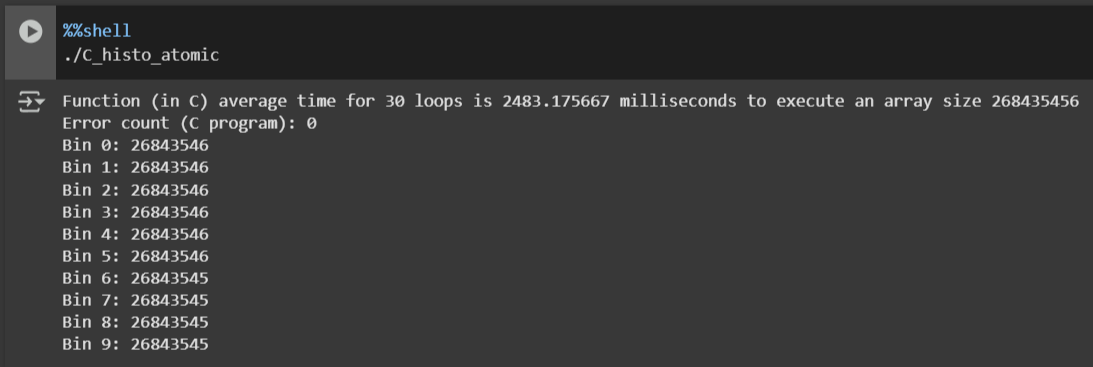 %%shell
./C_histo_atomic
Function (in C) average time for 30 loops is 2483.175667 milliseconds to execute an array size 268435456
Error count (C program): 0
Bin 0: 26843546
Bin 1: 26843546
Bin 2: 26843546
Bin 3: 26843546
Bin 4: 26843546
Bin 5: 26843546
Bin 6: 26843545
Bin 7: 26843545
Bin 8: 26843545
Bin 9: 26843545